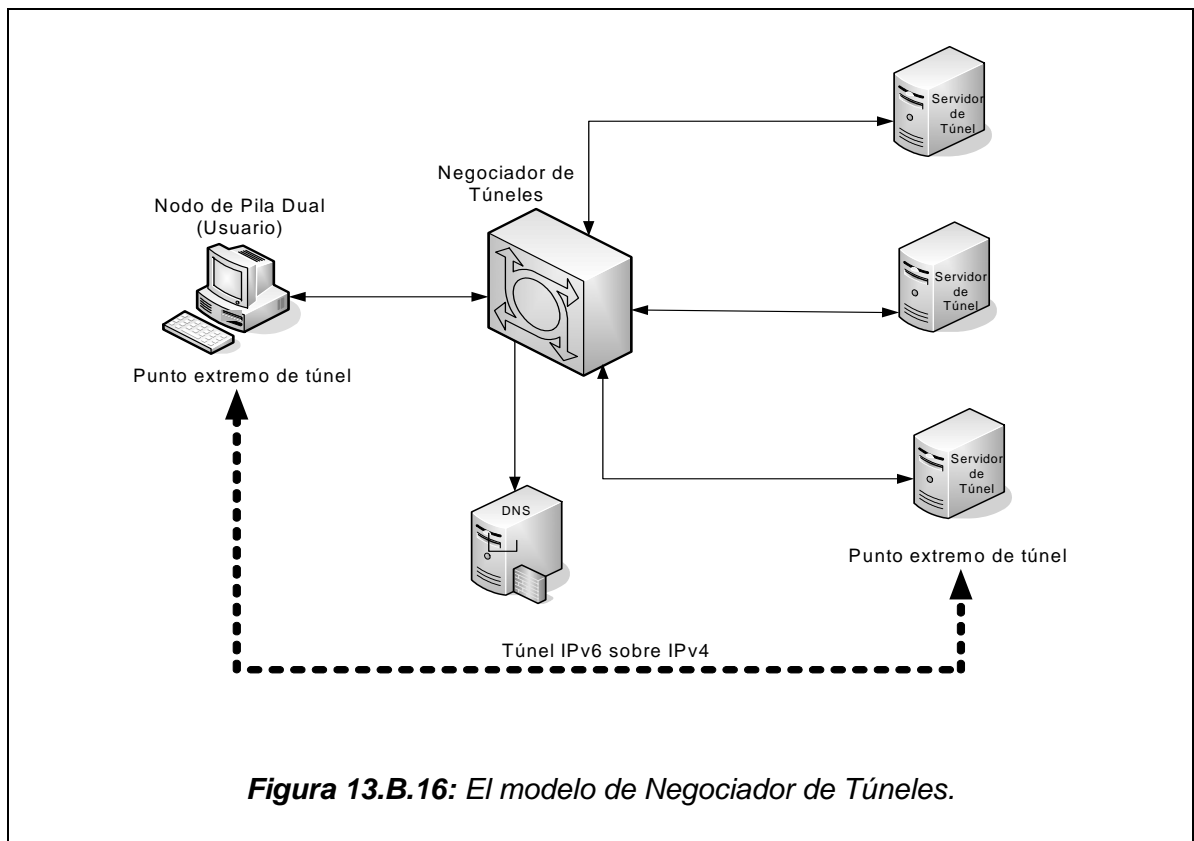 Servidor
de
Túnel
Negociador de
Túneles
Nodo de Pila Dual
(Usuario)
Servidor
de
Túnel
Punto extremo de túnel
Servidor
de
Túnel
DNS
Punto extremo de túnel
Túnel IPv6 sobre IPv4
Figura 13.B.16: El modelo de Negociador de Túneles.